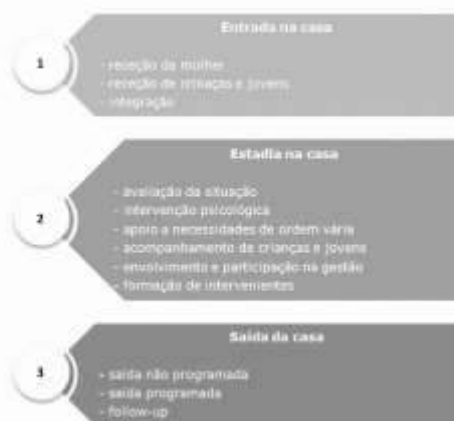 Entrada na casa
1
- receção da mulher
- receção de crianças e jovens
- integração
Estadia na casa
- avaliação da situação
- intervenção psicológica
2
- apoio a necessidades de ordem vária
- acompanhamento de crianças e jovens
- envolvimento e participação na gestão
- formação de intervenientes
Saída da casa
3
- saída não programada
- saída programada
- follow-up